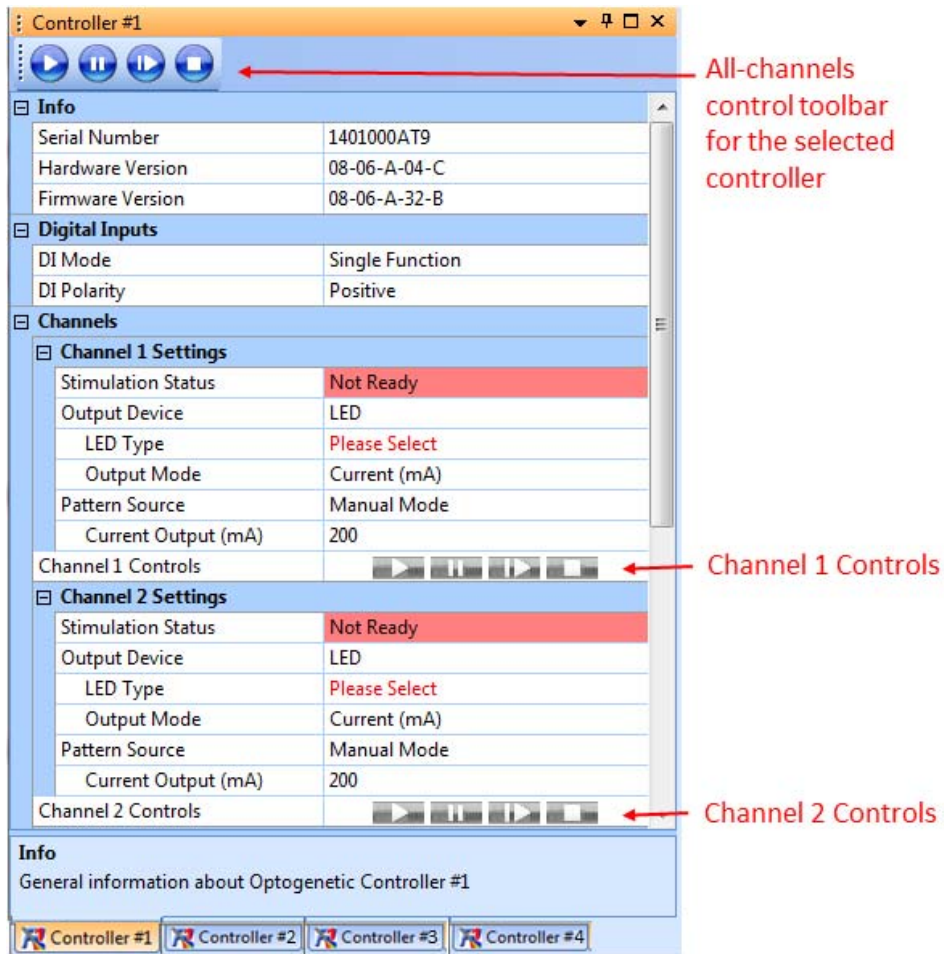 Controller #1
All-channels
control toolbar
for the selected
controller
Info
Serial Number 1401000AT9
Hardware Version 08-06-A-04-C
Firmware Version 08-06-A-32-B
Digital Inputs
DI Mode Single Function
DI Polarity Positive
Channels
Channel 1 Settings
Stimulation Status Not Ready
Output Device LED
LED Type Please Select
Output Mode Current (mA)
Pattern Source Manual Mode
Current Output (mA) 200
Channel 1 Controls
Channel 1 Controls
Channel 2 Settings
Stimulation Status Not Ready
Output Device LED
LED Type Please Select
Output Mode Current (mA)
Pattern Source Manual Mode
Current Output (mA) 200
Channel 2 Controls
Channel 2 Controls
Info
General information about Optogenetic Controller #1
Controller #1 Controller #2 Controller #3 Controller #4